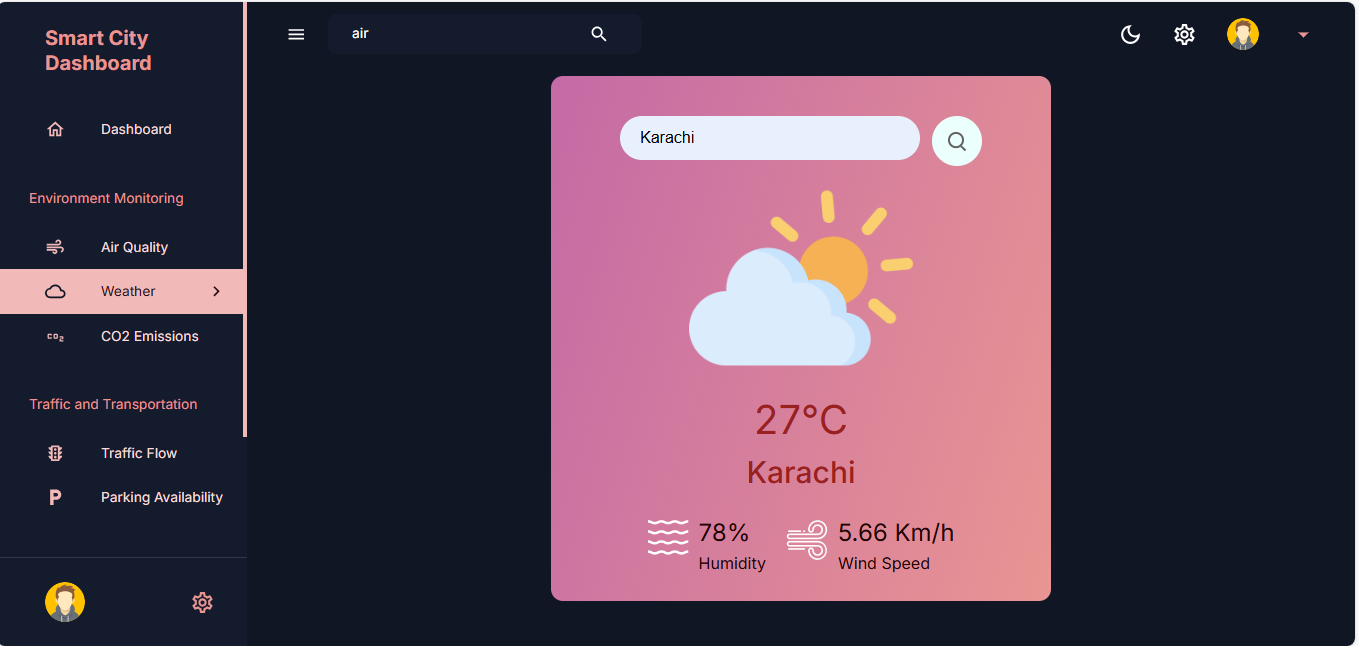 Smart City
Dashboard
Dashboard
Environment Monitoring
Air Quality
Weather
CO2 CO2 Emissions
Traffic and Transportation
Traffic Flow
P Parking Availability
air
Karachi
27°C
Karachi
78%
Humidity
5.66 Km/h
Wind Speed